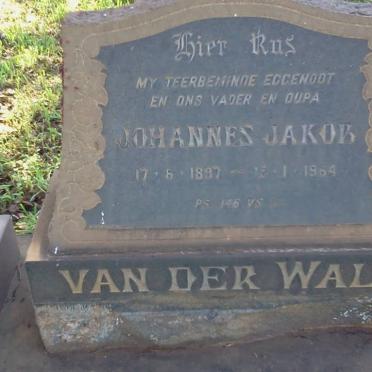 Hier Rus
MY TEERBEMINDE EGGENOOT
EN ONS VADER EN OUPA
JOHANNES JAKOB
17 · 6 · 1897 – 13 · 1 · 1964
PS. 146 VS
VAN DER WAL